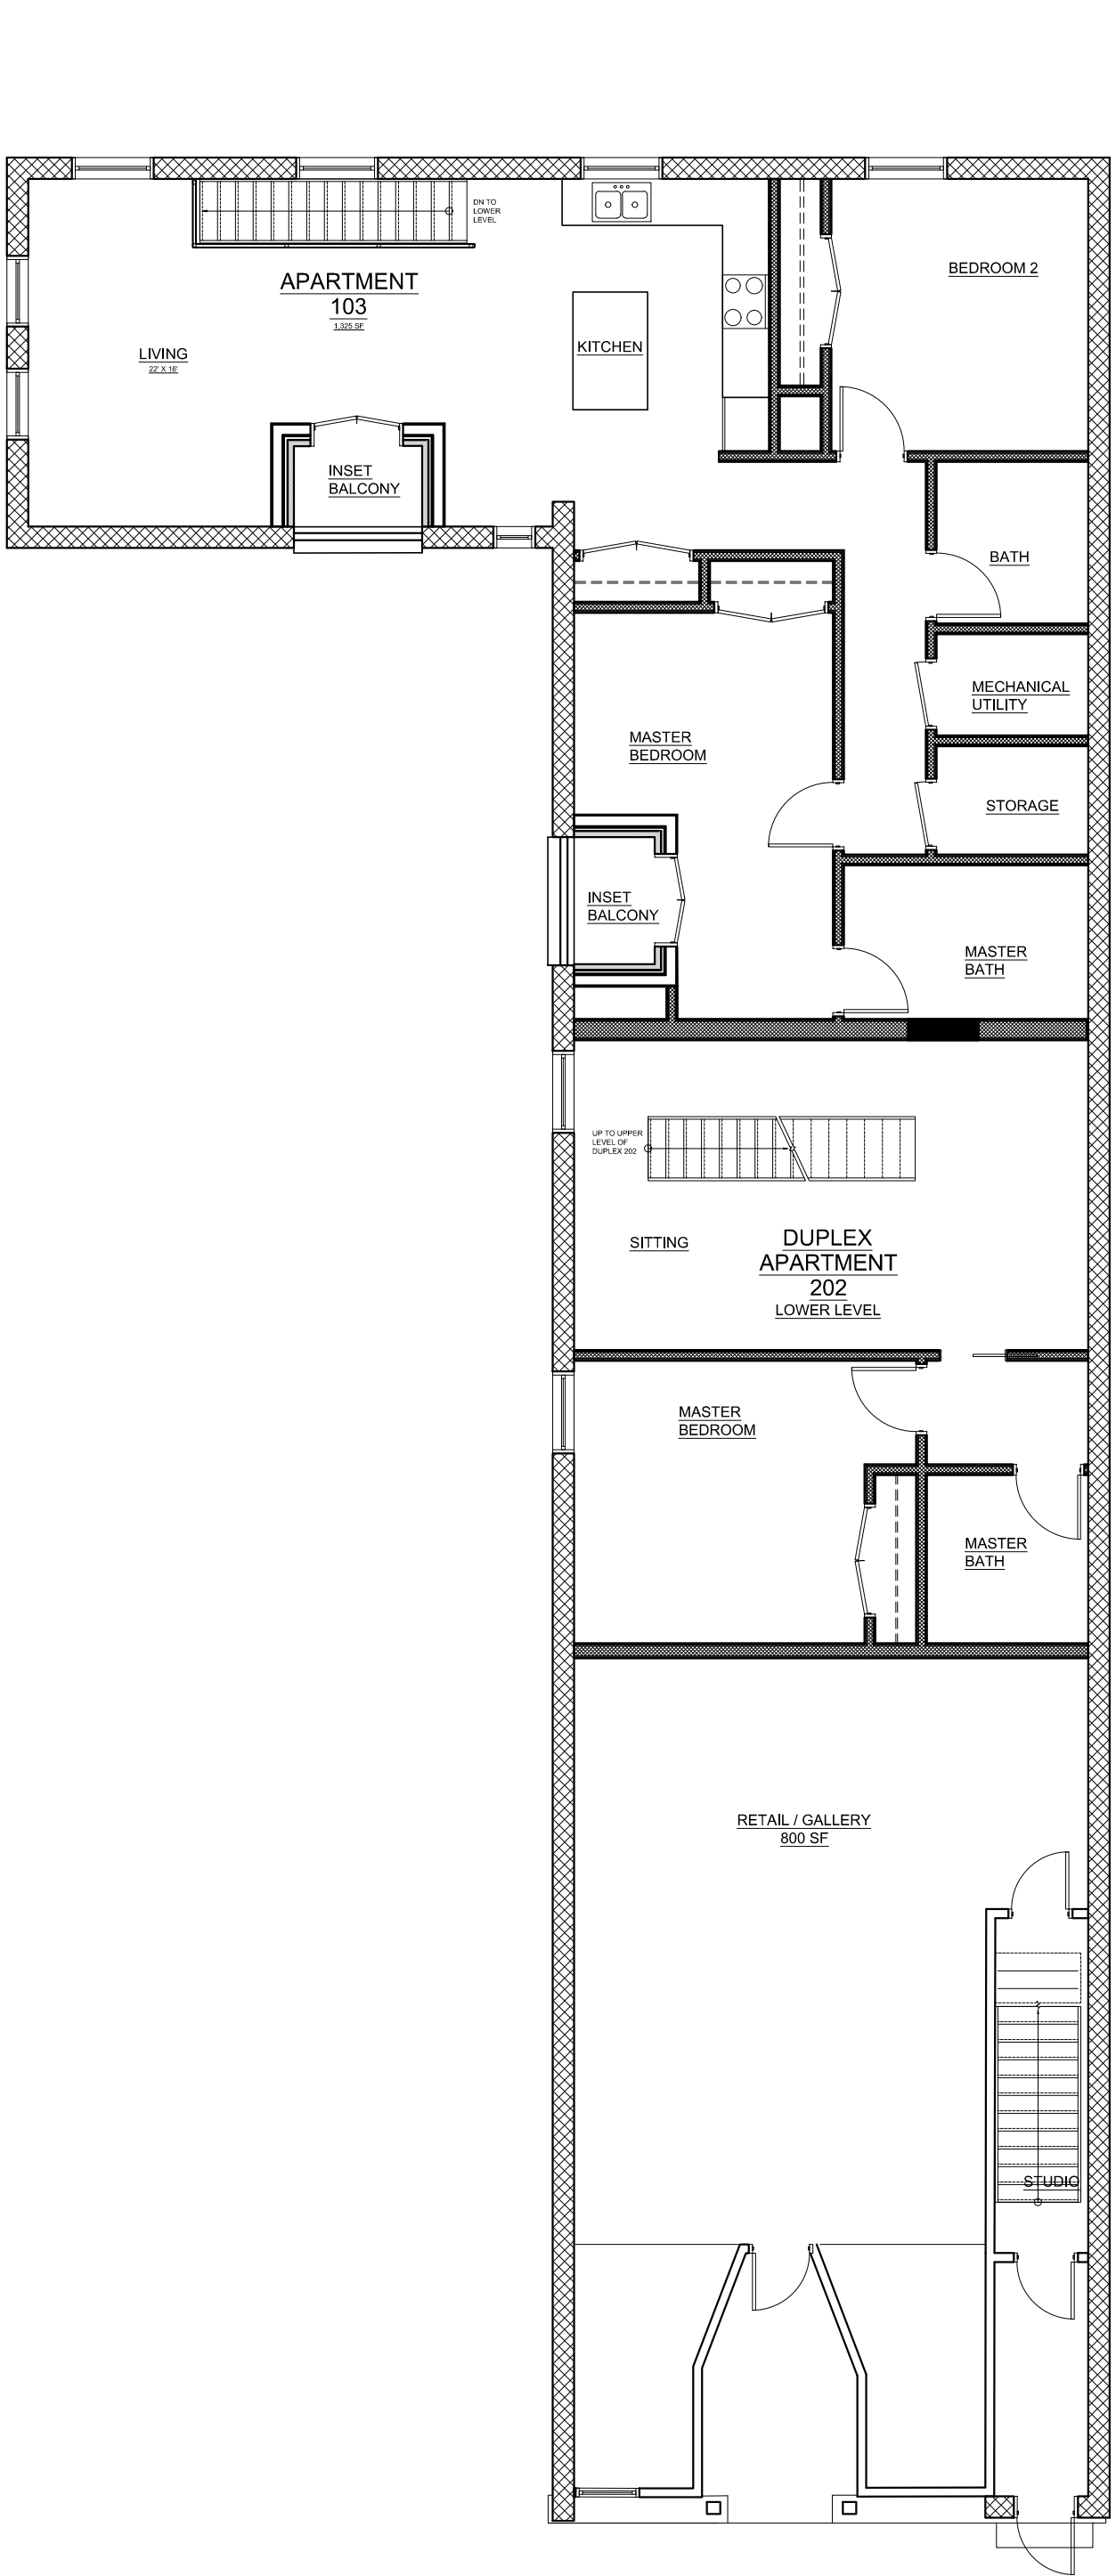 DN TO
LOWER
LEVEL
APARTMENT
103
1,325 SF
BEDROOM 2
LIVING
22' X 16'
KITCHEN
INSET
BALCONY
BATH
MECHANICAL
UTILITY
MASTER
BEDROOM
STORAGE
INSET
BALCONY
MASTER
BATH
UP TO UPPER
LEVEL OF
DUPLEX 202
SITTING
DUPLEX
APARTMENT
202
LOWER LEVEL
MASTER
BEDROOM
MASTER
BATH
RETAIL / GALLERY
800 SF
STUDIO